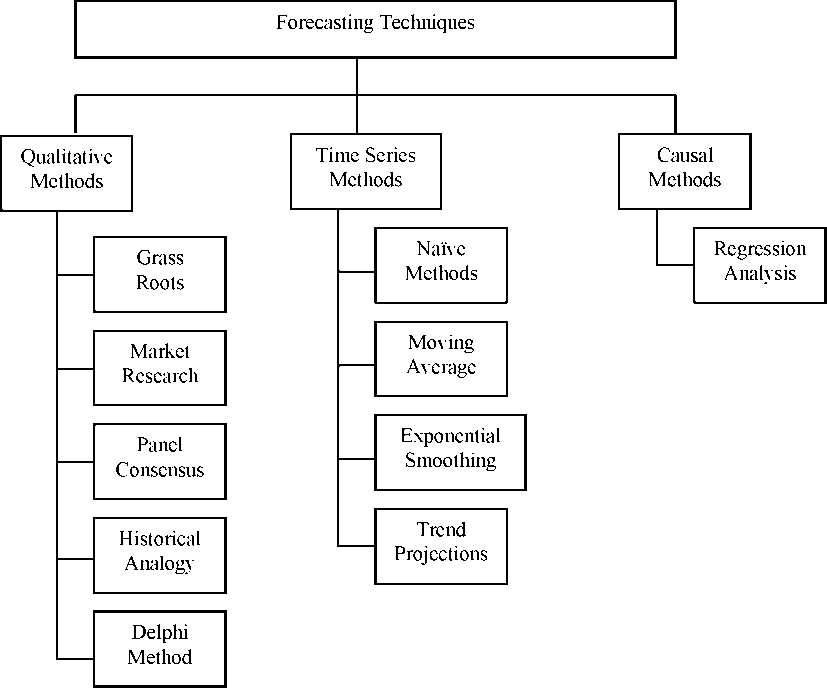 Forecasting Techniques
Qualitative
Methods
Grass
Roots
Market
Research
Panel
Consensus
Historical
Analogy
Delphi
Method
Time Series
Methods
Naïve
Methods
Moving
Average
Exponential
Smoothing
Trend
Projections
Causal
Methods
Regression
Analysis